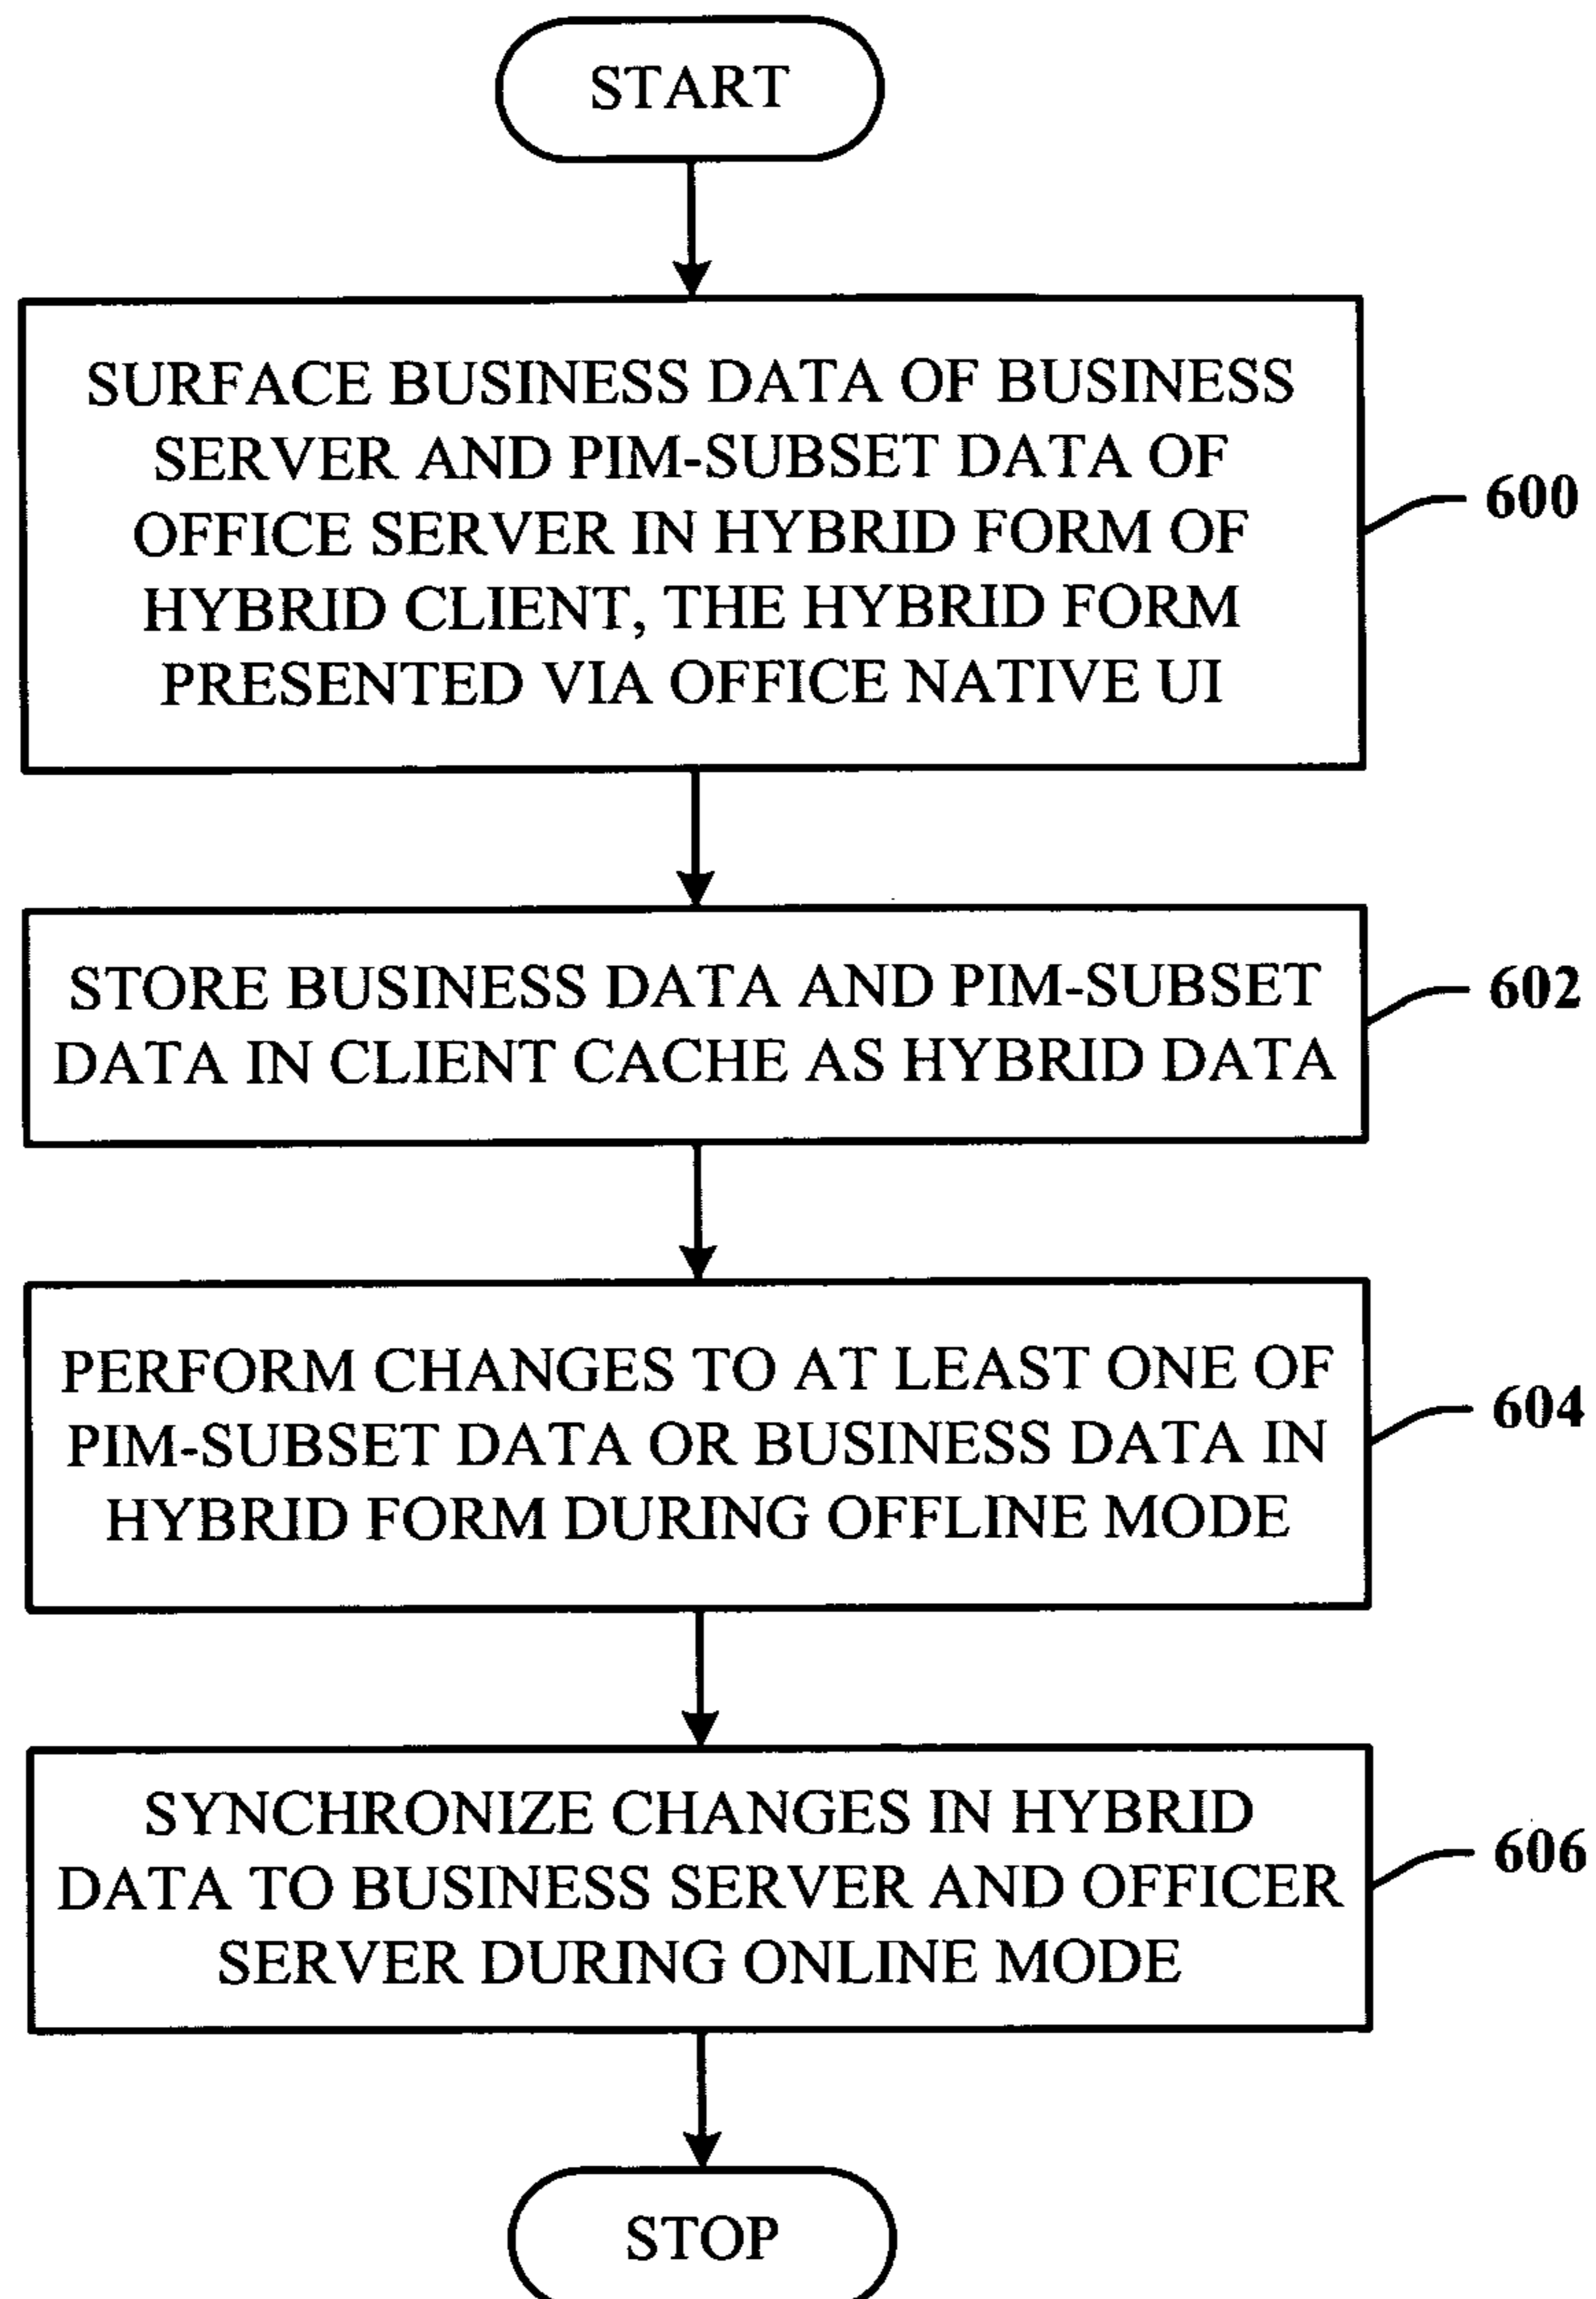 START
SURFACE BUSINESS DATA OF BUSINESS
SERVER AND PIM-SUBSET DATA OF
OFFICE SERVER IN HYBRID FORM OF
HYBRID CLIENT, THE HYBRID FORM
PRESENTED VIA OFFICE NATIVE UI
600
STORE BUSINESS DATA AND PIM-SUBSET
DATA IN CLIENT CACHE AS HYBRID DATA
602
PERFORM CHANGES TO AT LEAST ONE OF
PIM-SUBSET DATA OR BUSINESS DATA IN
HYBRID FORM DURING OFFLINE MODE
604
SYNCHRONIZE CHANGES IN HYBRID
DATA TO BUSINESS SERVER AND OFFICER
SERVER DURING ONLINE MODE
606
STOP